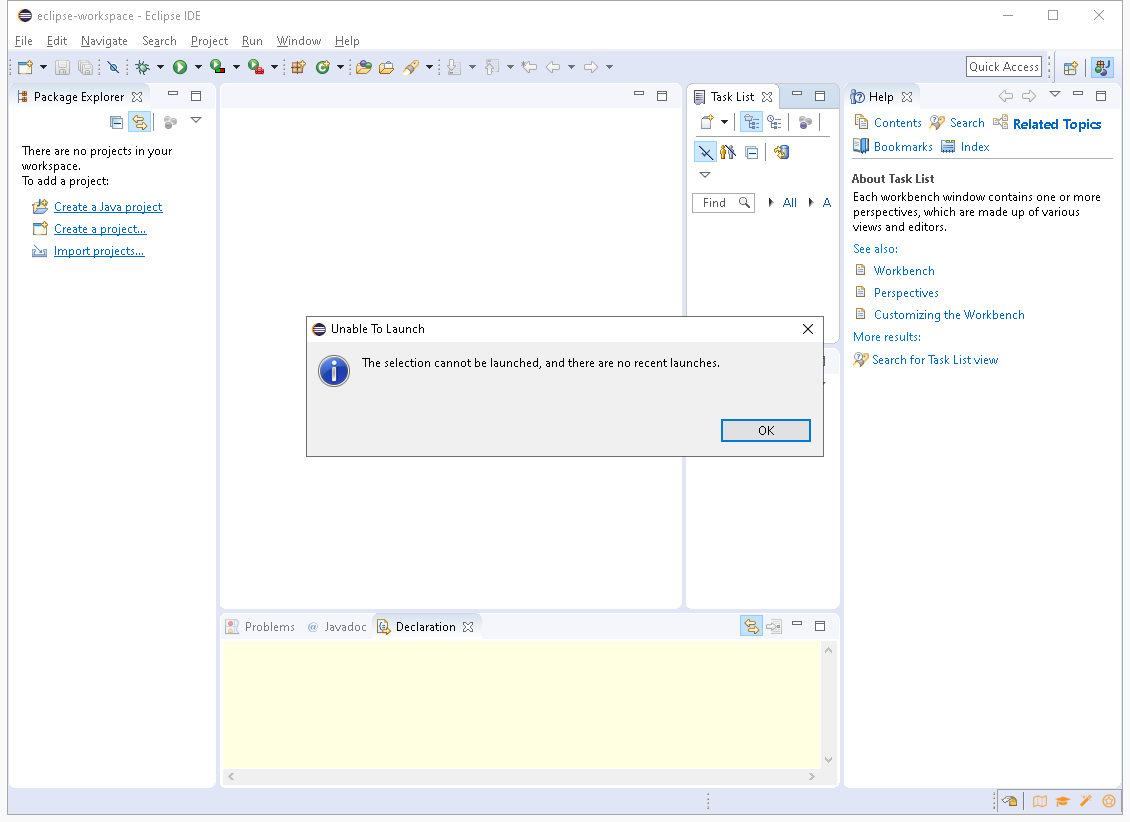 eclipse-workspace - Eclipse IDE
File Edit Navigate Search Project Run Window Help
Quick Access
Package Explorer
There are no projects in your
workspace.
To add a project:
Create a Java project
Create a project...
Import projects...
Task List
Find All A
Help
Contents Search Related Topics
Bookmarks Index
About Task List
Each workbench window contains one or more
perspectives, which are made up of various
views and editors.
See also:
Workbench
Perspectives
Customizing the Workbench
More results:
Search for Task List view
Unable To Launch
The selection cannot be launched, and there are no recent launches.
OK
Problems @ Javadoc Declaration